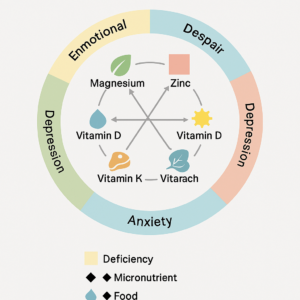 Enmotional
Despair
Magnesium
Zinc
Depression
Depression
Vitamin D
Vitamin D
Vitamin K
Vitarach
Anxiety
Deficiency
Micronutrient
Food